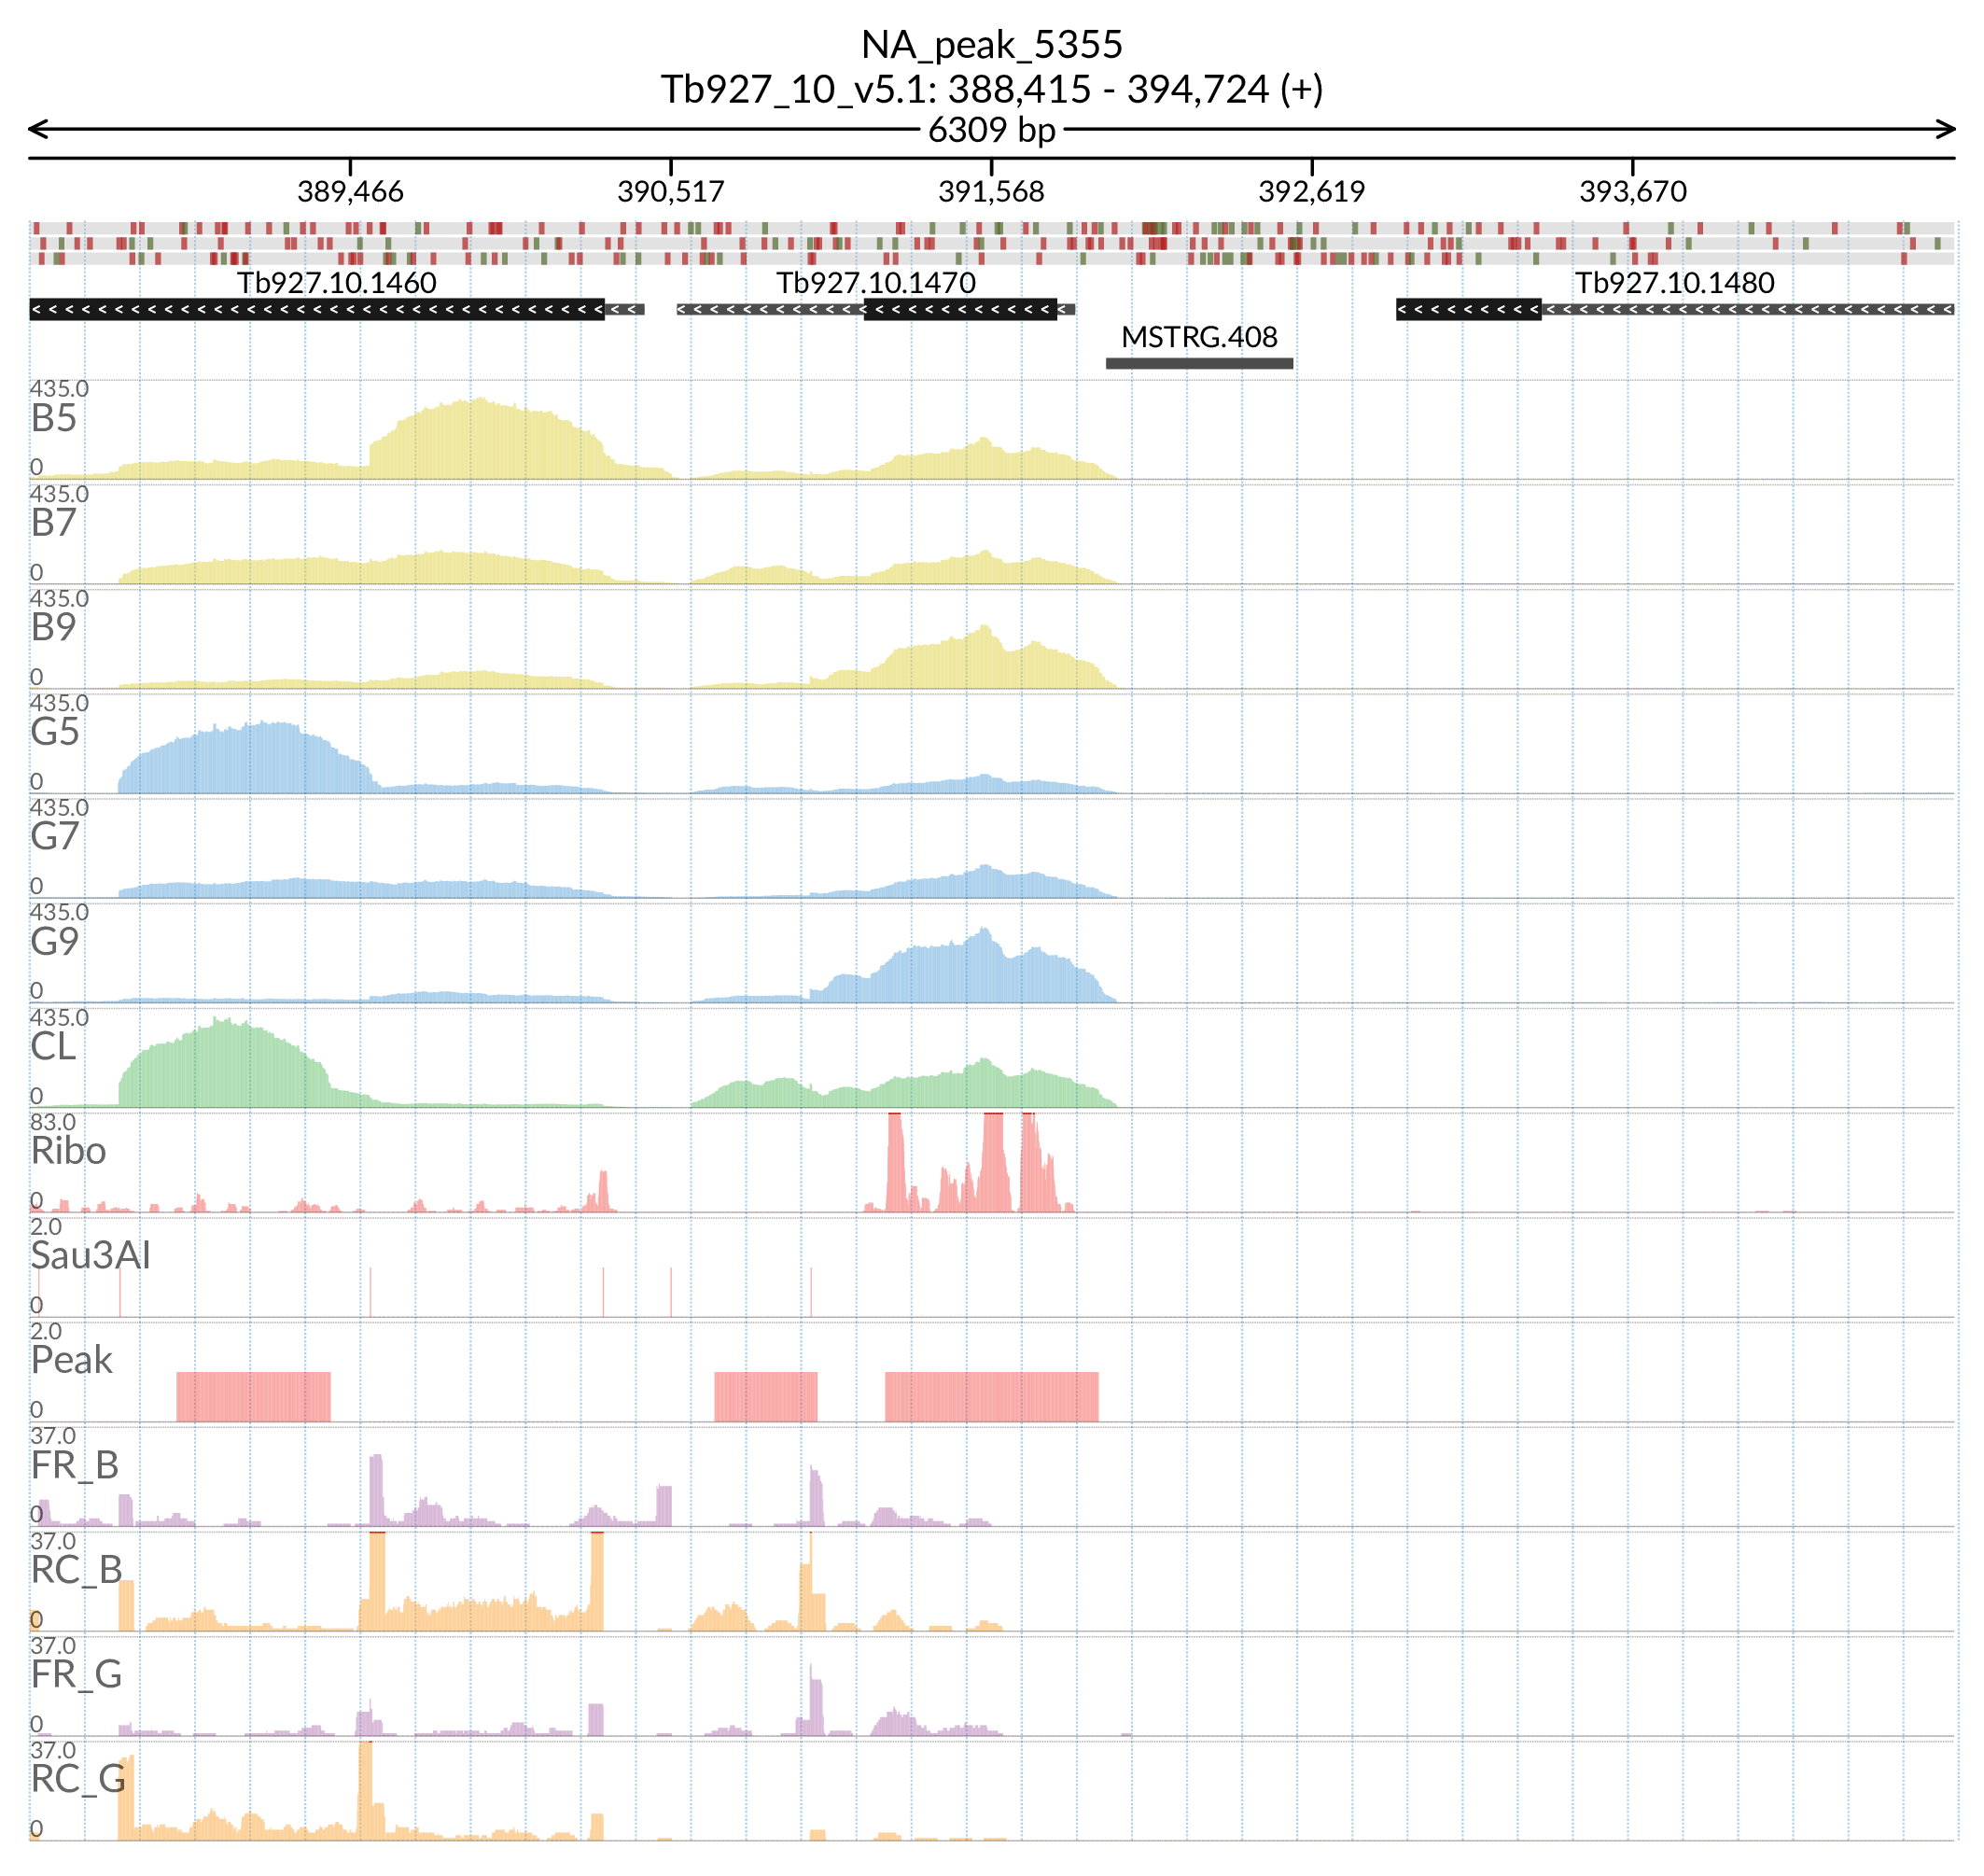 NA_peak_5355
Tb927_10_v5.1: 388,415 - 394,724 (+)
6309 bp
389,466 390,517 391,568 392,619 393,670
Tb927.10.1460 Tb927.10.1470 Tb927.10.1480
MSTRG.408
435.0
B5
0
435.0
B7
0
435.0
B9
0
435.0
G5
0
435.0
G7
0
435.0
G9
0
435.0
CL
0
83.0
Ribo
0
2.0
Sau3AI
0
2.0
Peak
0
37.0
FR_B
0
37.0
RC_B
0
37.0
FR_G
0
37.0
RC_G
0